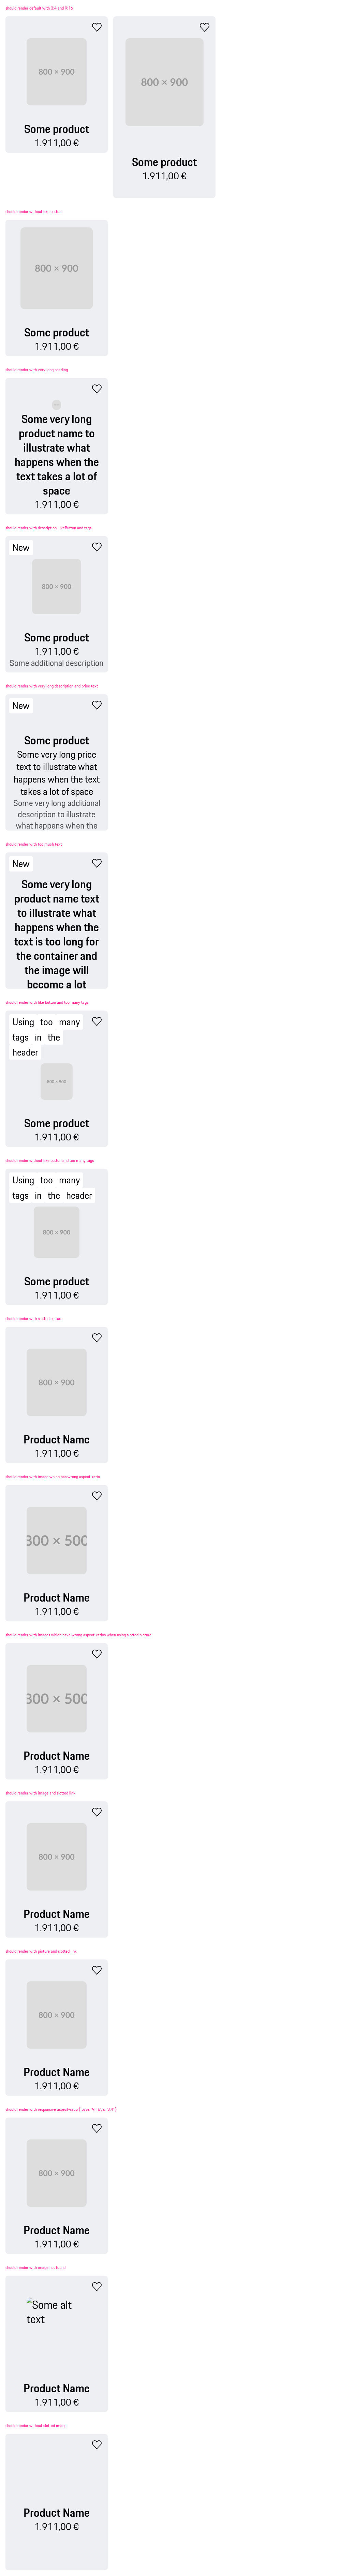 should render default with 3:4 and 9:16
800 × 900
Some product
1.911,00 €
800 × 900
Some product
1.911,00 €
should render without like button
800 × 900
Some product
1.911,00 €
should render with very long heading
Some very long
product name to
illustrate what
happens when the
text takes a lot of
space
1.911,00 €
should render with description, likeButton and tags
New
800 × 900
Some product
1.911,00 €
Some additional description
should render with very long description and price text
New
Some product
Some very long price
text to illustrate what
happens when the text
takes a lot of space
Some very long additional
description to illustrate
what happens when the
should render with too much text
New
Some very long
product name text
to illustrate what
happens when the
text is too long for
the container and
the image will
become a lot
should render with like button and too many tags
Using too many
tags in the
header
800 × 900
Some product
1.911,00 €
should render without like button and too many tags
Using too many
tags in the header
800 × 900
Some product
1.911,00 €
should render with slotted picture
800 × 900
Product Name
1.911,00 €
should render with image which has wrong aspect ratio
800 × 500
Product Name
1.911,00 €
should render with images which have wrong aspect ratios when using slotted picture
800 × 500
Product Name
1.911,00 €
should render with image and slotted link
800 × 900
Product Name
1.911,00 €
should render with picture and slotted link
800 × 900
Product Name
1.911,00 €
should render with responsive aspect-ratio { base: '9:16', s: '3:4' }
800 × 900
Product Name
1.911,00 €
should render with image not found
Some alt
text
Product Name
1.911,00 €
should render without slotted image
Product Name
1.911,00 €